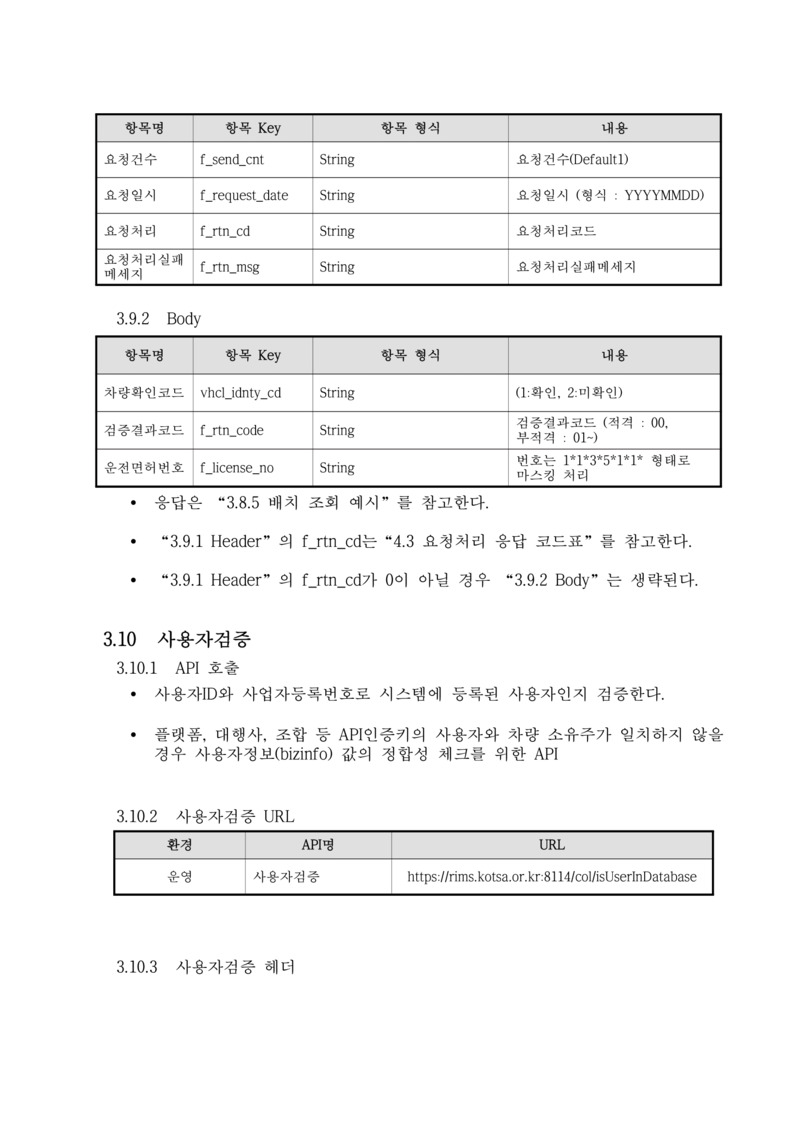 항목명 항목 Key 항목 형식 내용
요청건수 f_send_cnt String 요청건수(Default1)
요청일시 f_request_date String 요청일시 (형식 : YYYYMMDD)
요청처리 f_rtn_cd String 요청처리코드
요청처리실패
메세지 f_rtn_msg String 요청처리실패메세지
3.9.2 Body
항목명 항목 Key 항목 형식 내용
차량확인코드 vhcl_idnty_cd String (1:확인, 2:미확인)
검증결과코드 f_rtn_code String 검증결과코드 (적격 : 00,
부적격 : 01~)
운전면허번호 f_license_no String 번호는 1*1*3*5*1*1* 형태로
마스킹 처리
• 응답은 “3.8.5 배치 조회 예시”를 참고한다.
• “3.9.1 Header”의 f_rtn_cd는“4.3 요청처리 응답 코드표”를 참고한다.
• “3.9.1 Header”의 f_rtn_cd가 0이 아닐 경우 “3.9.2 Body”는 생략된다.
3.10 사용자검증
3.10.1 API 호출
• 사용자ID와 사업자등록번호로 시스템에 등록된 사용자인지 검증한다.
• 플랫폼, 대행사, 조합 등 API인증키의 사용자와 차량 소유주가 일치하지 않을
경우 사용자정보(bizinfo) 값의 정합성 체크를 위한 API
3.10.2 사용자검증 URL
환경 API명 URL
운영 사용자검증 https://rims.kotsa.or.kr:8114/col/isUserInDatabase
3.10.3 사용자검증 헤더